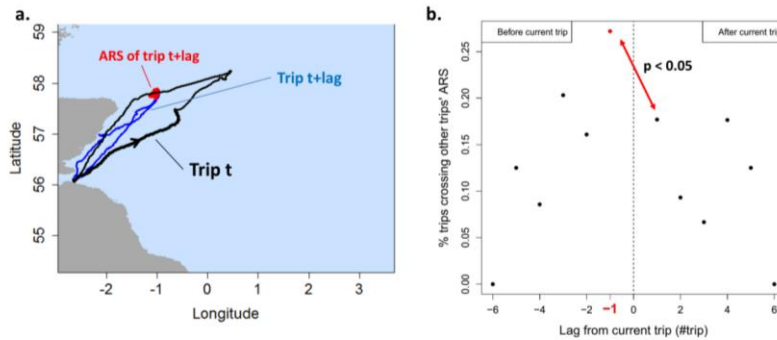 a.
59
58
57
56
55
Latitude
ARS of trip t+lag
Trip t+lag
Trip t
-2
-1
0
1
2
3
Longitude
b.
Before current trip
After current trip
p < 0.05
0.25
0.20
0.15
0.10
0.05
0.00
% trips crossing other trips' ARS
−6
−4
−2
−1
0
2
4
6
Lag from current trip (#trip)